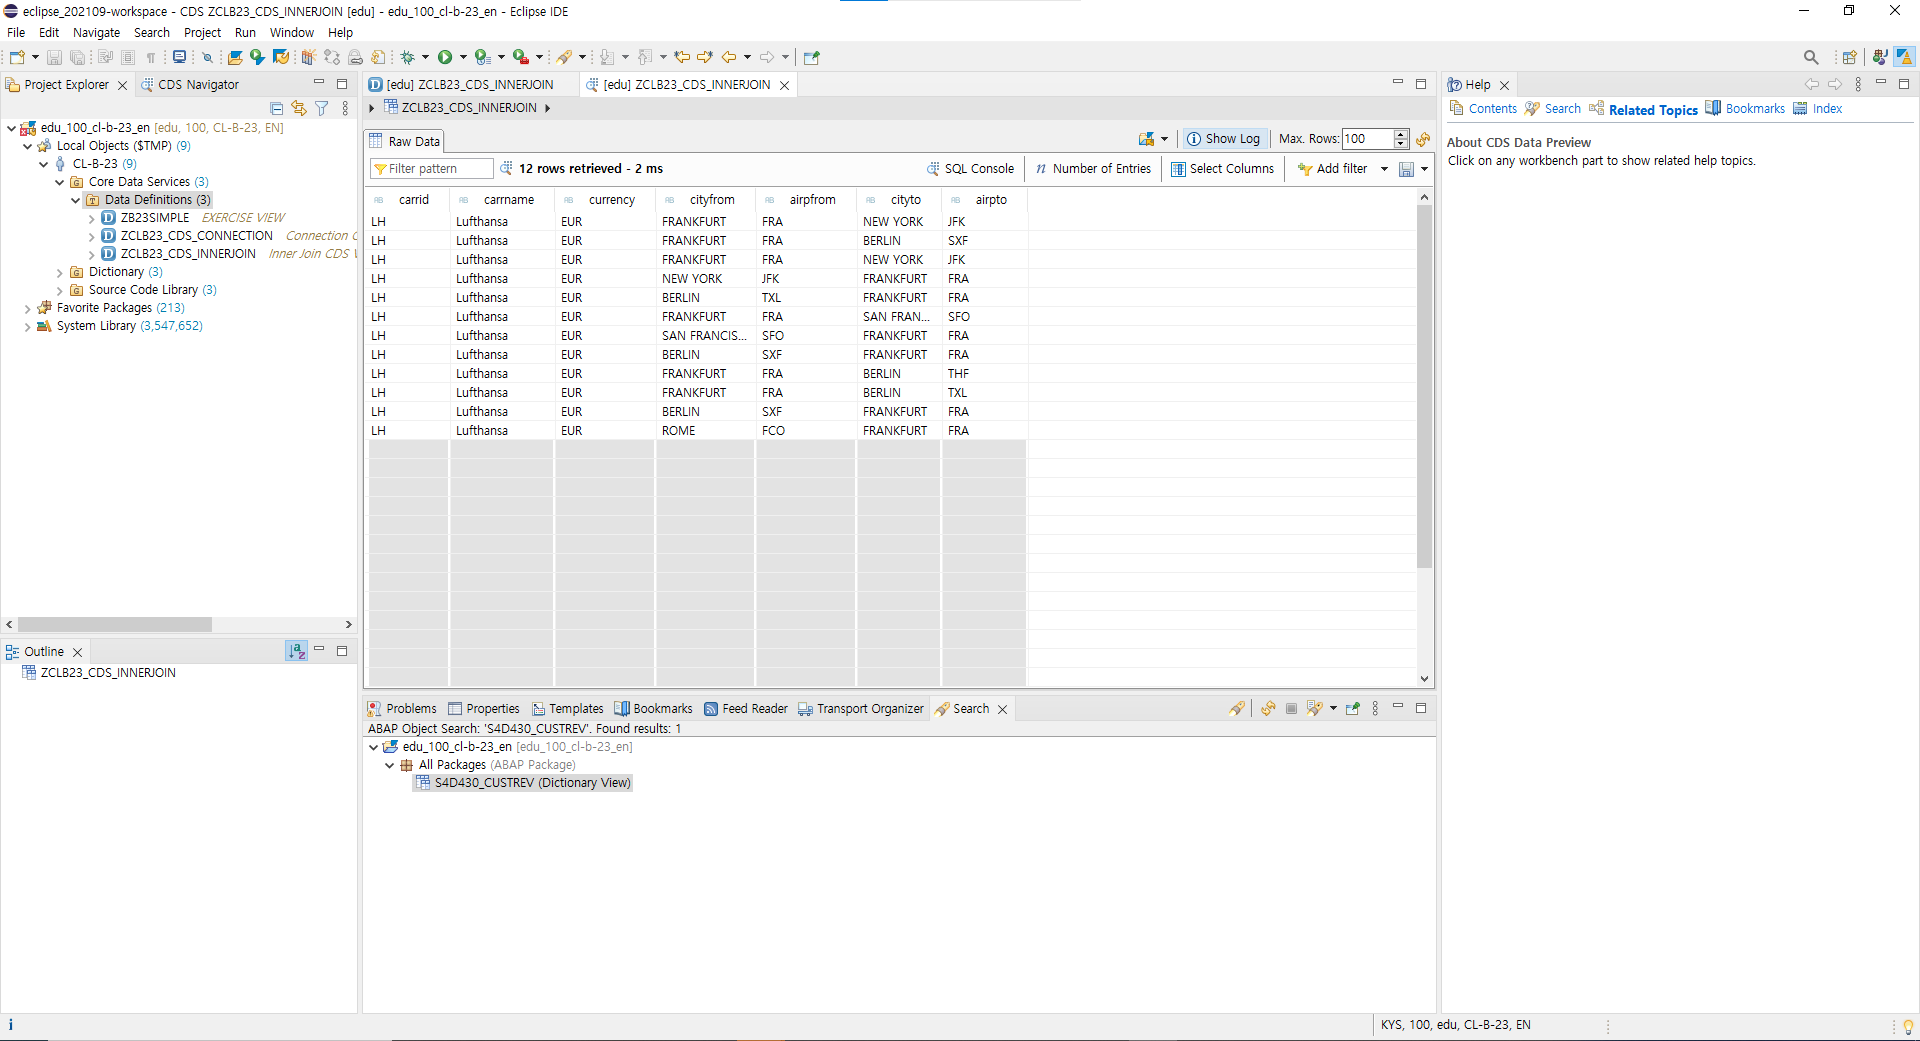 eclipse_202109-workspace - CDS ZCLB23_CDS_INNERJOIN [edu] - edu_100_cl-b-23_en - Eclipse IDE
File Edit Navigate Search Project Run Window Help
Project Explorer
CDS Navigator
edu_100_cl-b-23_en [edu, 100, CL-B-23, EN]
Local Objects ($TMP) (9)
CL-B-23 (9)
Core Data Services (3)
Data Definitions (3)
ZB23SIMPLE EXERCISE VIEW
ZCLB23_CDS_CONNECTION Connection
ZCLB23_CDS_INNERJOIN Inner Join CDS
Dictionary (3)
Source Code Library (3)
Favorite Packages (213)
System Library (3,547,652)
Outline
ZCLB23_CDS_INNERJOIN
[edu] ZCLB23_CDS_INNERJOIN
[edu] ZCLB23_CDS_INNERJOIN
ZCLB23_CDS_INNERJOIN
Raw Data
Show Log
Max. Rows: 100
Filter pattern
12 rows retrieved - 2 ms
SQL Console
Number of Entries
Select Columns
Add filter
carrid carrname currency cityfrom airpfrom cityto airpto
LH Lufthansa EUR FRANKFURT FRA NEW YORK JFK
LH Lufthansa EUR FRANKFURT FRA BERLIN SXF
LH Lufthansa EUR FRANKFURT FRA NEW YORK JFK
LH Lufthansa EUR NEW YORK JFK FRANKFURT FRA
LH Lufthansa EUR BERLIN TXL FRANKFURT FRA
LH Lufthansa EUR FRANKFURT FRA SAN FRAN... SFO
LH Lufthansa EUR SAN FRANCIS... SFO FRANKFURT FRA
LH Lufthansa EUR BERLIN SXF FRANKFURT FRA
LH Lufthansa EUR FRANKFURT FRA BERLIN THF
LH Lufthansa EUR FRANKFURT FRA BERLIN TXL
LH Lufthansa EUR BERLIN SXF FRANKFURT FRA
LH Lufthansa EUR ROME FCO FRANKFURT FRA
Problems Properties Templates Bookmarks Feed Reader Transport Organizer Search
ABAP Object Search: 'S4D430_CUSTREV'. Found results: 1
edu_100_cl-b-23_en [edu_100_cl-b-23_en]
All Packages (ABAP Package)
S4D430_CUSTREV (Dictionary View)
Help
Contents Search Related Topics Bookmarks Index
About CDS Data Preview
Click on any workbench part to show related help topics.
KYS, 100, edu, CL-B-23, EN